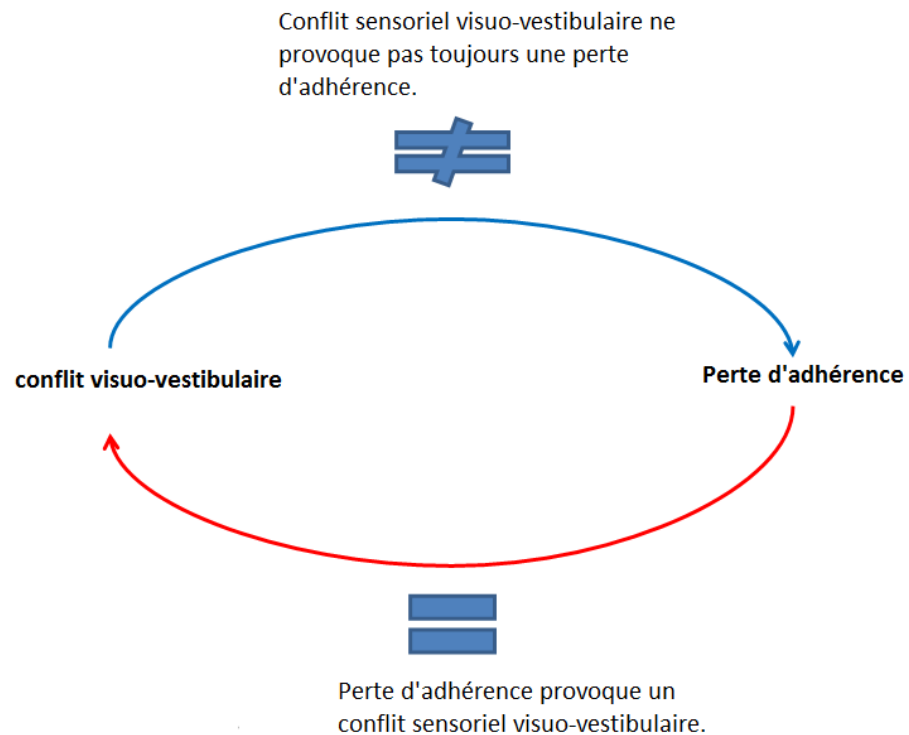 Conflit sensoriel visuo-vestibulaire ne
provoque pas toujours une perte
d'adhérence.
conflit visuo-vestibulaire
Perte d'adhérence
Perte d'adhérence provoque un
conflit sensoriel visuo-vestibulaire.